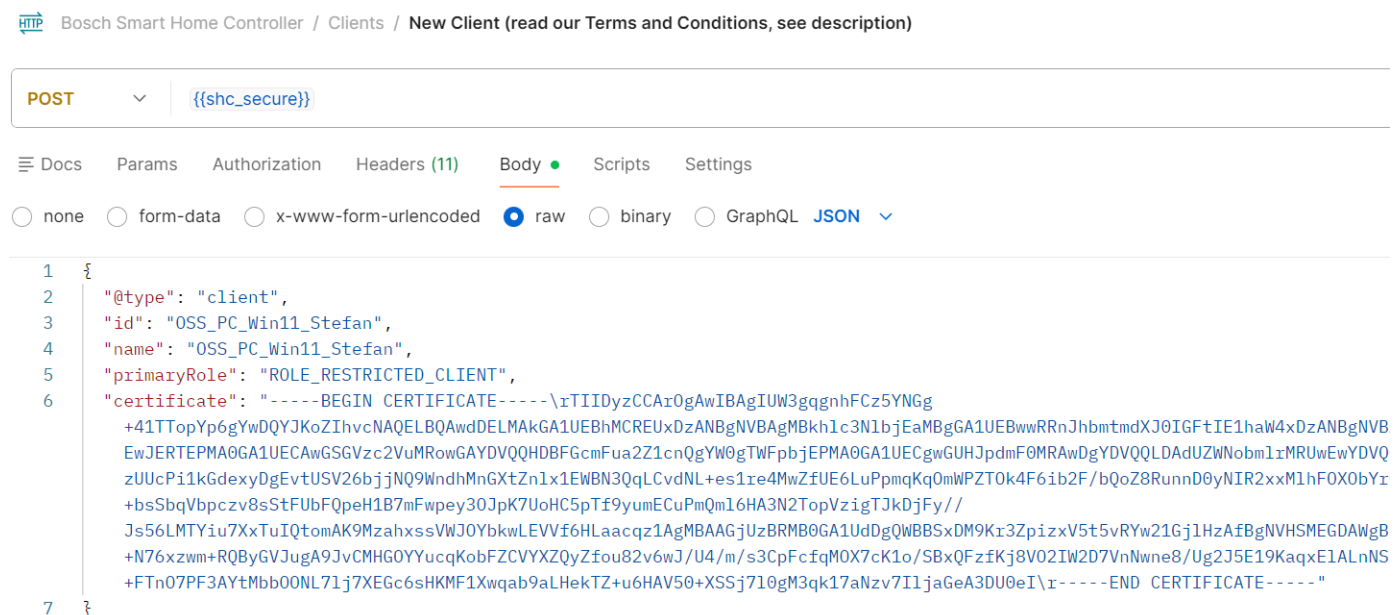 HTTP Bosch Smart Home Controller / Clients / New Client (read our Terms and Conditions, see description)
POST {{shc_secure}}
Docs Params Authorization Headers (11) Body Scripts Settings
none form-data x-www-form-urlencoded raw binary GraphQL JSON
1 {
2 "@type": "client",
3 "id": "OSS_PC_Win11_Stefan",
4 "name": "OSS_PC_Win11_Stefan",
5 "primaryRole": "ROLE_RESTRICTED_CLIENT",
6 "certificate": "-----BEGIN CERTIFICATE-----\rTIIDyzCCArOgAwIBAgIUW3gqgnhFCz5YNGg
+41TTopYp6gYwDQYJKoZIhvcNAQELBQAwdDELMAkGA1UEBhMCREUxDzANBgNVBAgMBkhlc3NlbjEaMBgGA1UEBwwRRnJhbmtmdXJ0IGFtIE1haW4xDzANBgNVB
EwJERTEPMA0GA1UECAwGSGVzc2VuMRowGAYDVQQHDBFGcmFua2Z1cnQgYW0gTWFpbjEPMA0GA1UECgwGUHJpdmF0MRAwDgYDVQQLDAdUZWNobmlrMRUwEwYDVQ
zUUcPi1kGdexyDgEvtUSV26bjjNQ9WndhMnGXtZnlx1EWBN3QqLCvdNL+es1re4MwZfUE6LuPpmqKqOmWPZTOk4F6ib2F/bQoZ8RunnD0yNIR2xxMlhFOXObYr
+bsSbqVbpczv8sStFUbFQpeH1B7mFwpey3OJpK7UoHC5pTf9yumECuPmQml6HA3N2TopVzigTJkDjFy//
Js56LMTYiu7XxTuIQtomAK9MzahxssVWJOYbkwLEVVf6HLaacqz1AgMBAAGjUzBRMB0GA1UdDgQWBBSxDM9Kr3ZpizxV5t5vRYw21GjlHzAfBgNVHSMEGDAWgB
+N76xzwm+RQByGVJugA9JvCMHGOYYucqKobFZCVYXZQyZfou82v6wJ/U4/m/s3CpFcfqMOX7cK1o/SBxQFzfKj8VO2IW2D7VnNwne8/Ug2J5E19KaqxElALnNS
+FTnO7PF3AYtMbbOONL7lj7XEGc6sHKMF1Xwqab9aLHekTZ+u6HAV50+XSSj7l0gM3qk17aNzv7IljaGeA3DU0eI\r-----END CERTIFICATE-----"
7 }